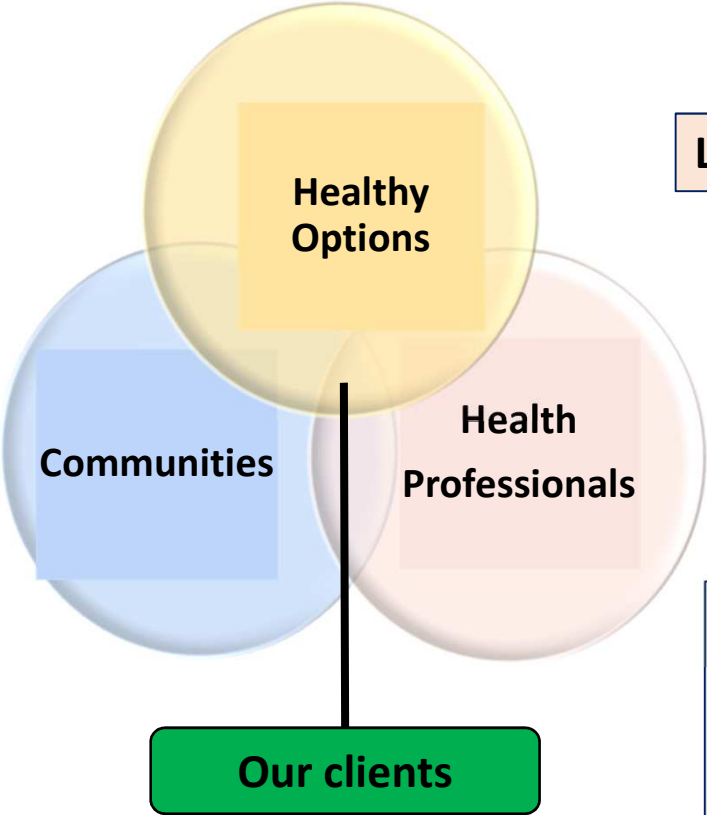 Healthy
Options
L
Communities
Health
Professionals
Our clients